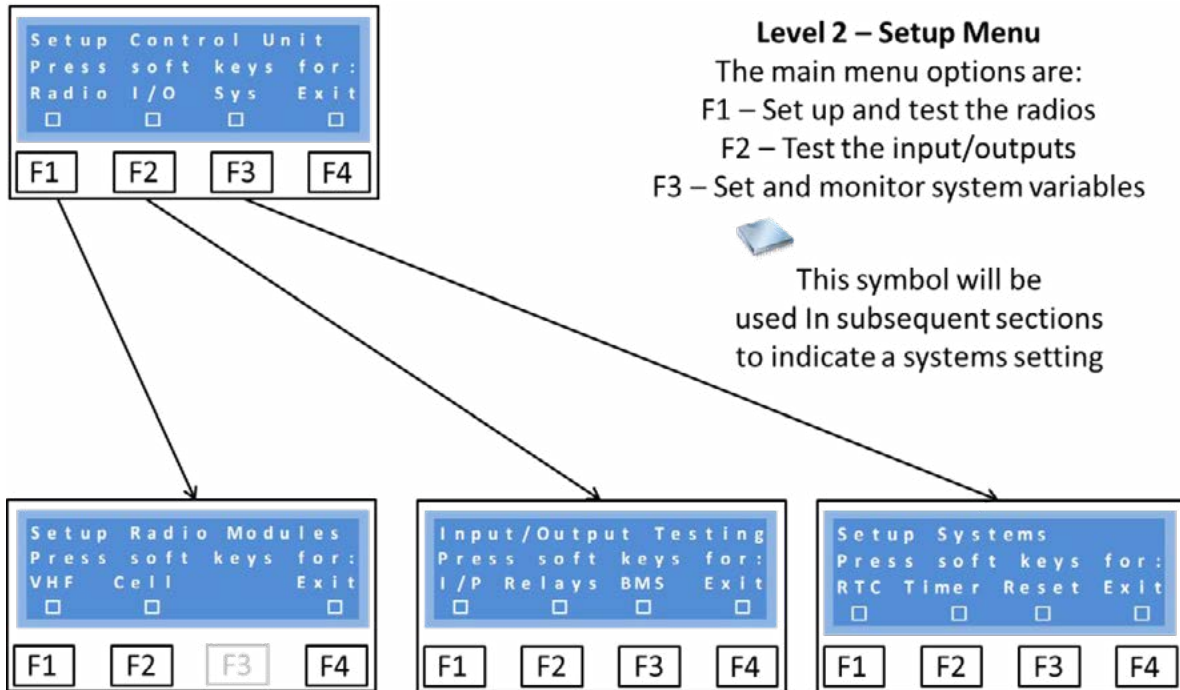 Setup Control Unit
Press soft keys for:
Radio I/O Sys Exit
F1 F2 F3 F4
Level 2 – Setup Menu
The main menu options are:
F1 – Set up and test the radios
F2 – Test the input/outputs
F3 – Set and monitor system variables
This symbol will be
used In subsequent sections
to indicate a systems setting
Setup Radio Modules
Press soft keys for:
VHF Cell Exit
F1 F2 F3 F4
Input/Output Testing
Press soft keys for:
I/P Relays BMS Exit
F1 F2 F3 F4
Setup Systems
Press soft keys for:
RTC Timer Reset Exit
F1 F2 F3 F4